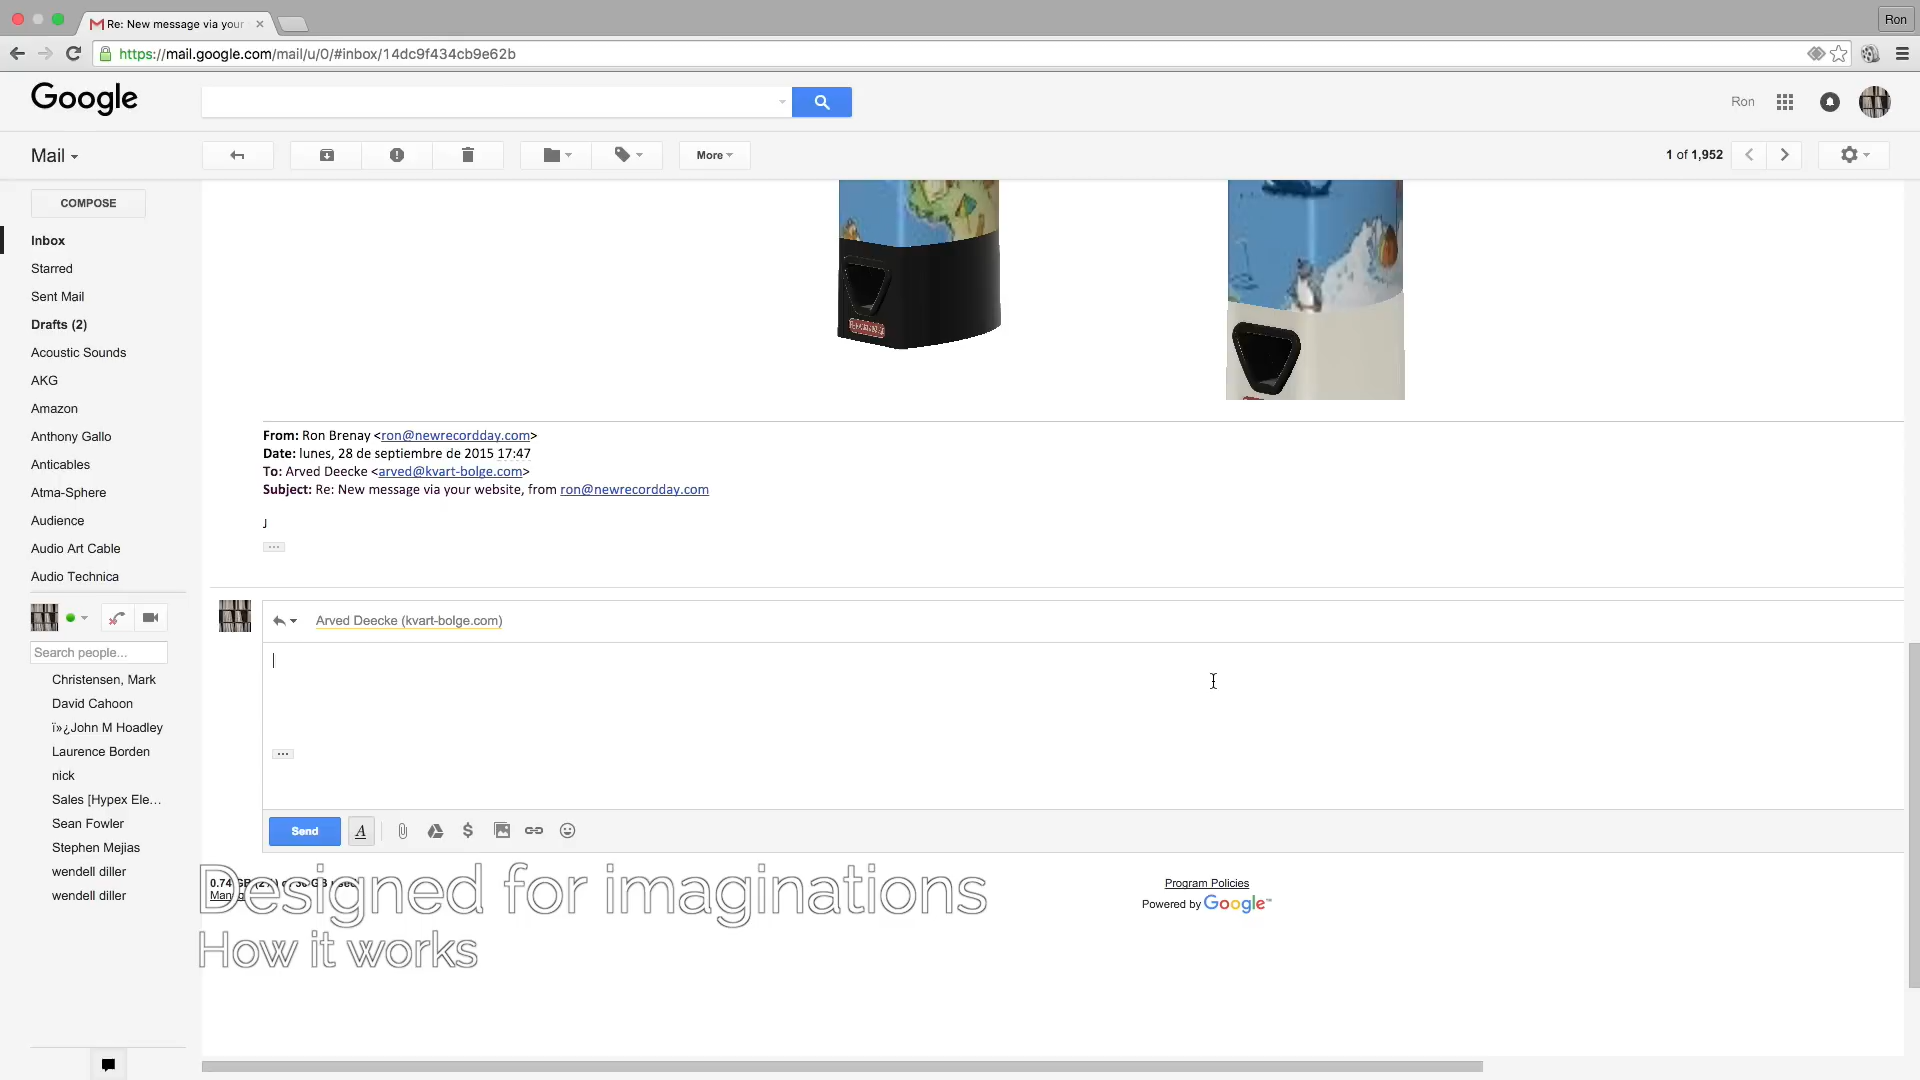 Re: New message via your
Ron
https://mail.google.com/mail/u/0/#inbox/14dc9f434cb9e62b
Google
Ron
Mail
More
1 of 1,952
COMPOSE
Inbox
Starred
Sent Mail
Drafts (2)
Acoustic Sounds
AKG
Amazon
Anthony Gallo
Anticables
Atma-Sphere
Audience
Audio Art Cable
Audio Technica
Search people...
Christensen, Mark
David Cahoon
ï»¿John M Hoadley
Laurence Borden
nick
Sales [Hypex Ele...
Sean Fowler
Stephen Mejias
wendell diller
wendell diller
From: Ron Brenay <ron@newrecordday.com>
Date: lunes, 28 de septiembre de 2015 17:47
To: Arved Deecke <arved@kvart-bolge.com>
Subject: Re: New message via your website, from ron@newrecordday.com
J
Arved Deecke (kvart-bolge.com)
Send
0.74 GB
Designed for imaginations
How it works
Program Policies
Powered by Google™